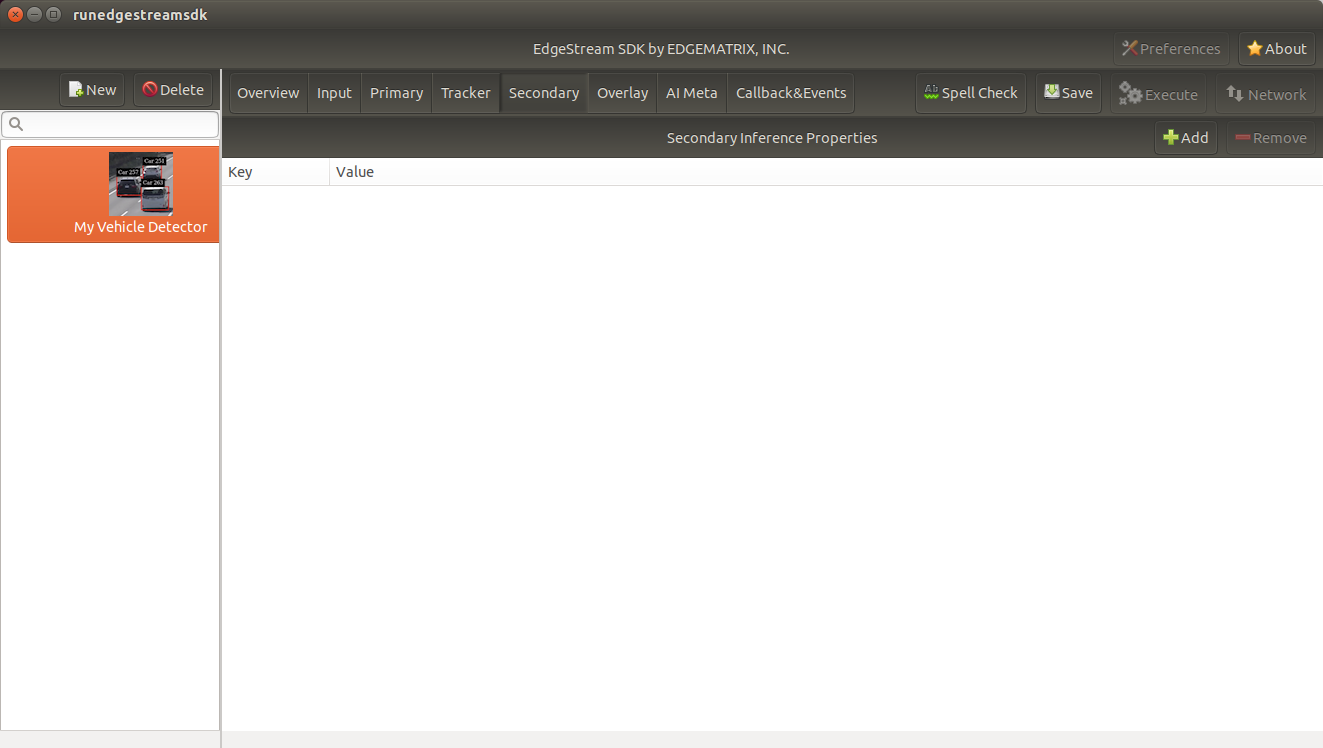 runedgestreamsdk
EdgeStream SDK by EDGEMATRIX, INC.
Preferences
About
New
Delete
Overview
Input
Primary
Tracker
Secondary
Overlay
AI Meta
Callback&Events
Spell Check
Save
Execute
Network
Secondary Inference Properties
Add
Remove
Key
Value
Car 251
Car 257
Car 263
My Vehicle Detector